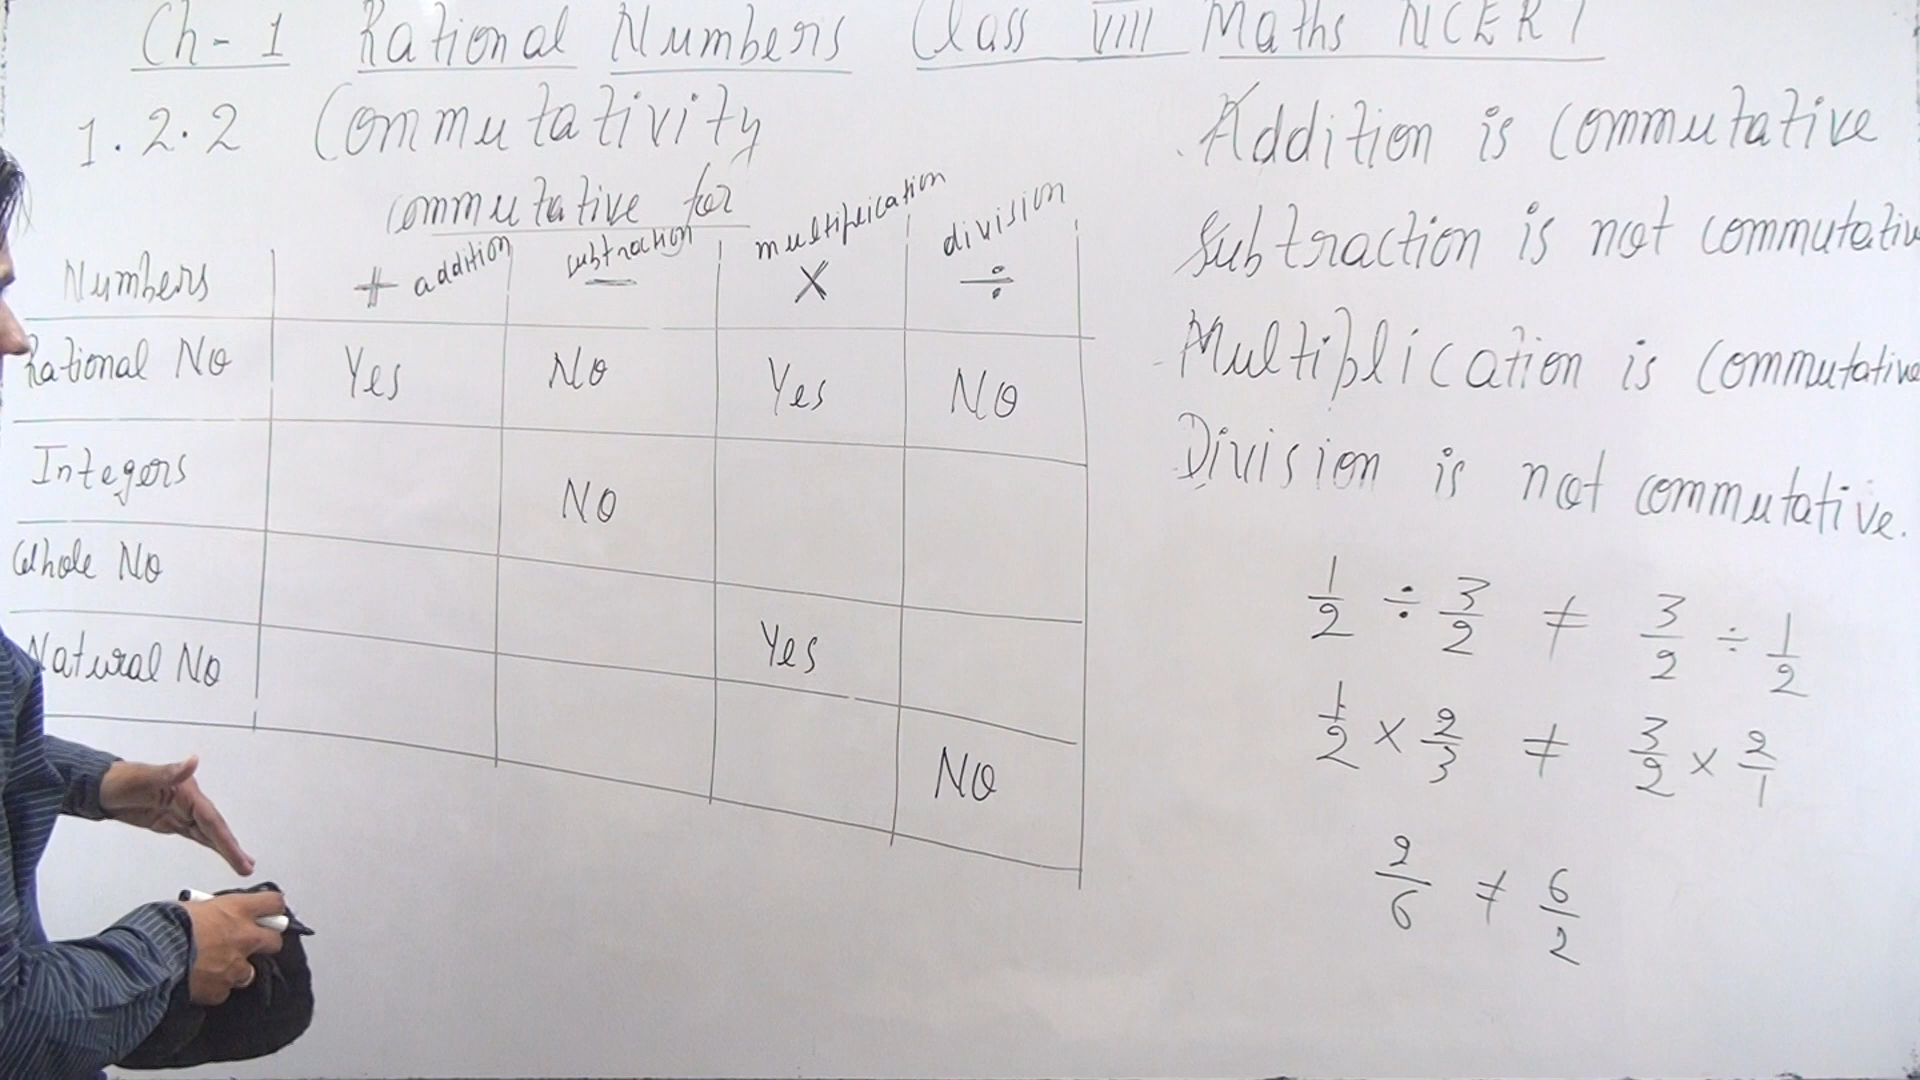 Ch-1 Rational Numbers Class VIII Maths NCERT
1.2.2 Commutativity
commutative for
Numbers + addition subtraction − multiplication × division ÷
Rational No Yes No Yes No
Integers No
Whole No Yes
Natural No No
Addition is commutative
Subtraction is not commutative
Multiplication is commutative
Division is not commutative.
1/2 ÷ 3/2 ≠ 3/2 ÷ 1/2
1/2 × 2/3 ≠ 3/2 × 2/1
2/6 ≠ 6/2